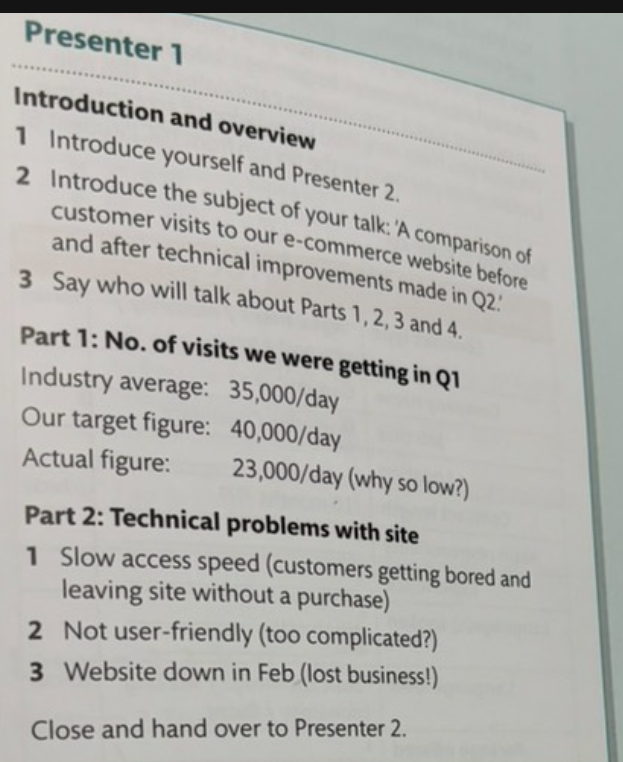 Presenter 1
Introduction and overview
1 Introduce yourself and Presenter 2.
2 Introduce the subject of your talk: 'A comparison of
customer visits to our e-commerce website before
and after technical improvements made in Q2.'
3 Say who will talk about Parts 1, 2, 3 and 4.
Part 1: No. of visits we were getting in Q1
Industry average: 35,000/day
Our target figure: 40,000/day
Actual figure: 23,000/day (why so low?)
Part 2: Technical problems with site
1 Slow access speed (customers getting bored and
leaving site without a purchase)
2 Not user-friendly (too complicated?)
3 Website down in Feb (lost business!)
Close and hand over to Presenter 2.